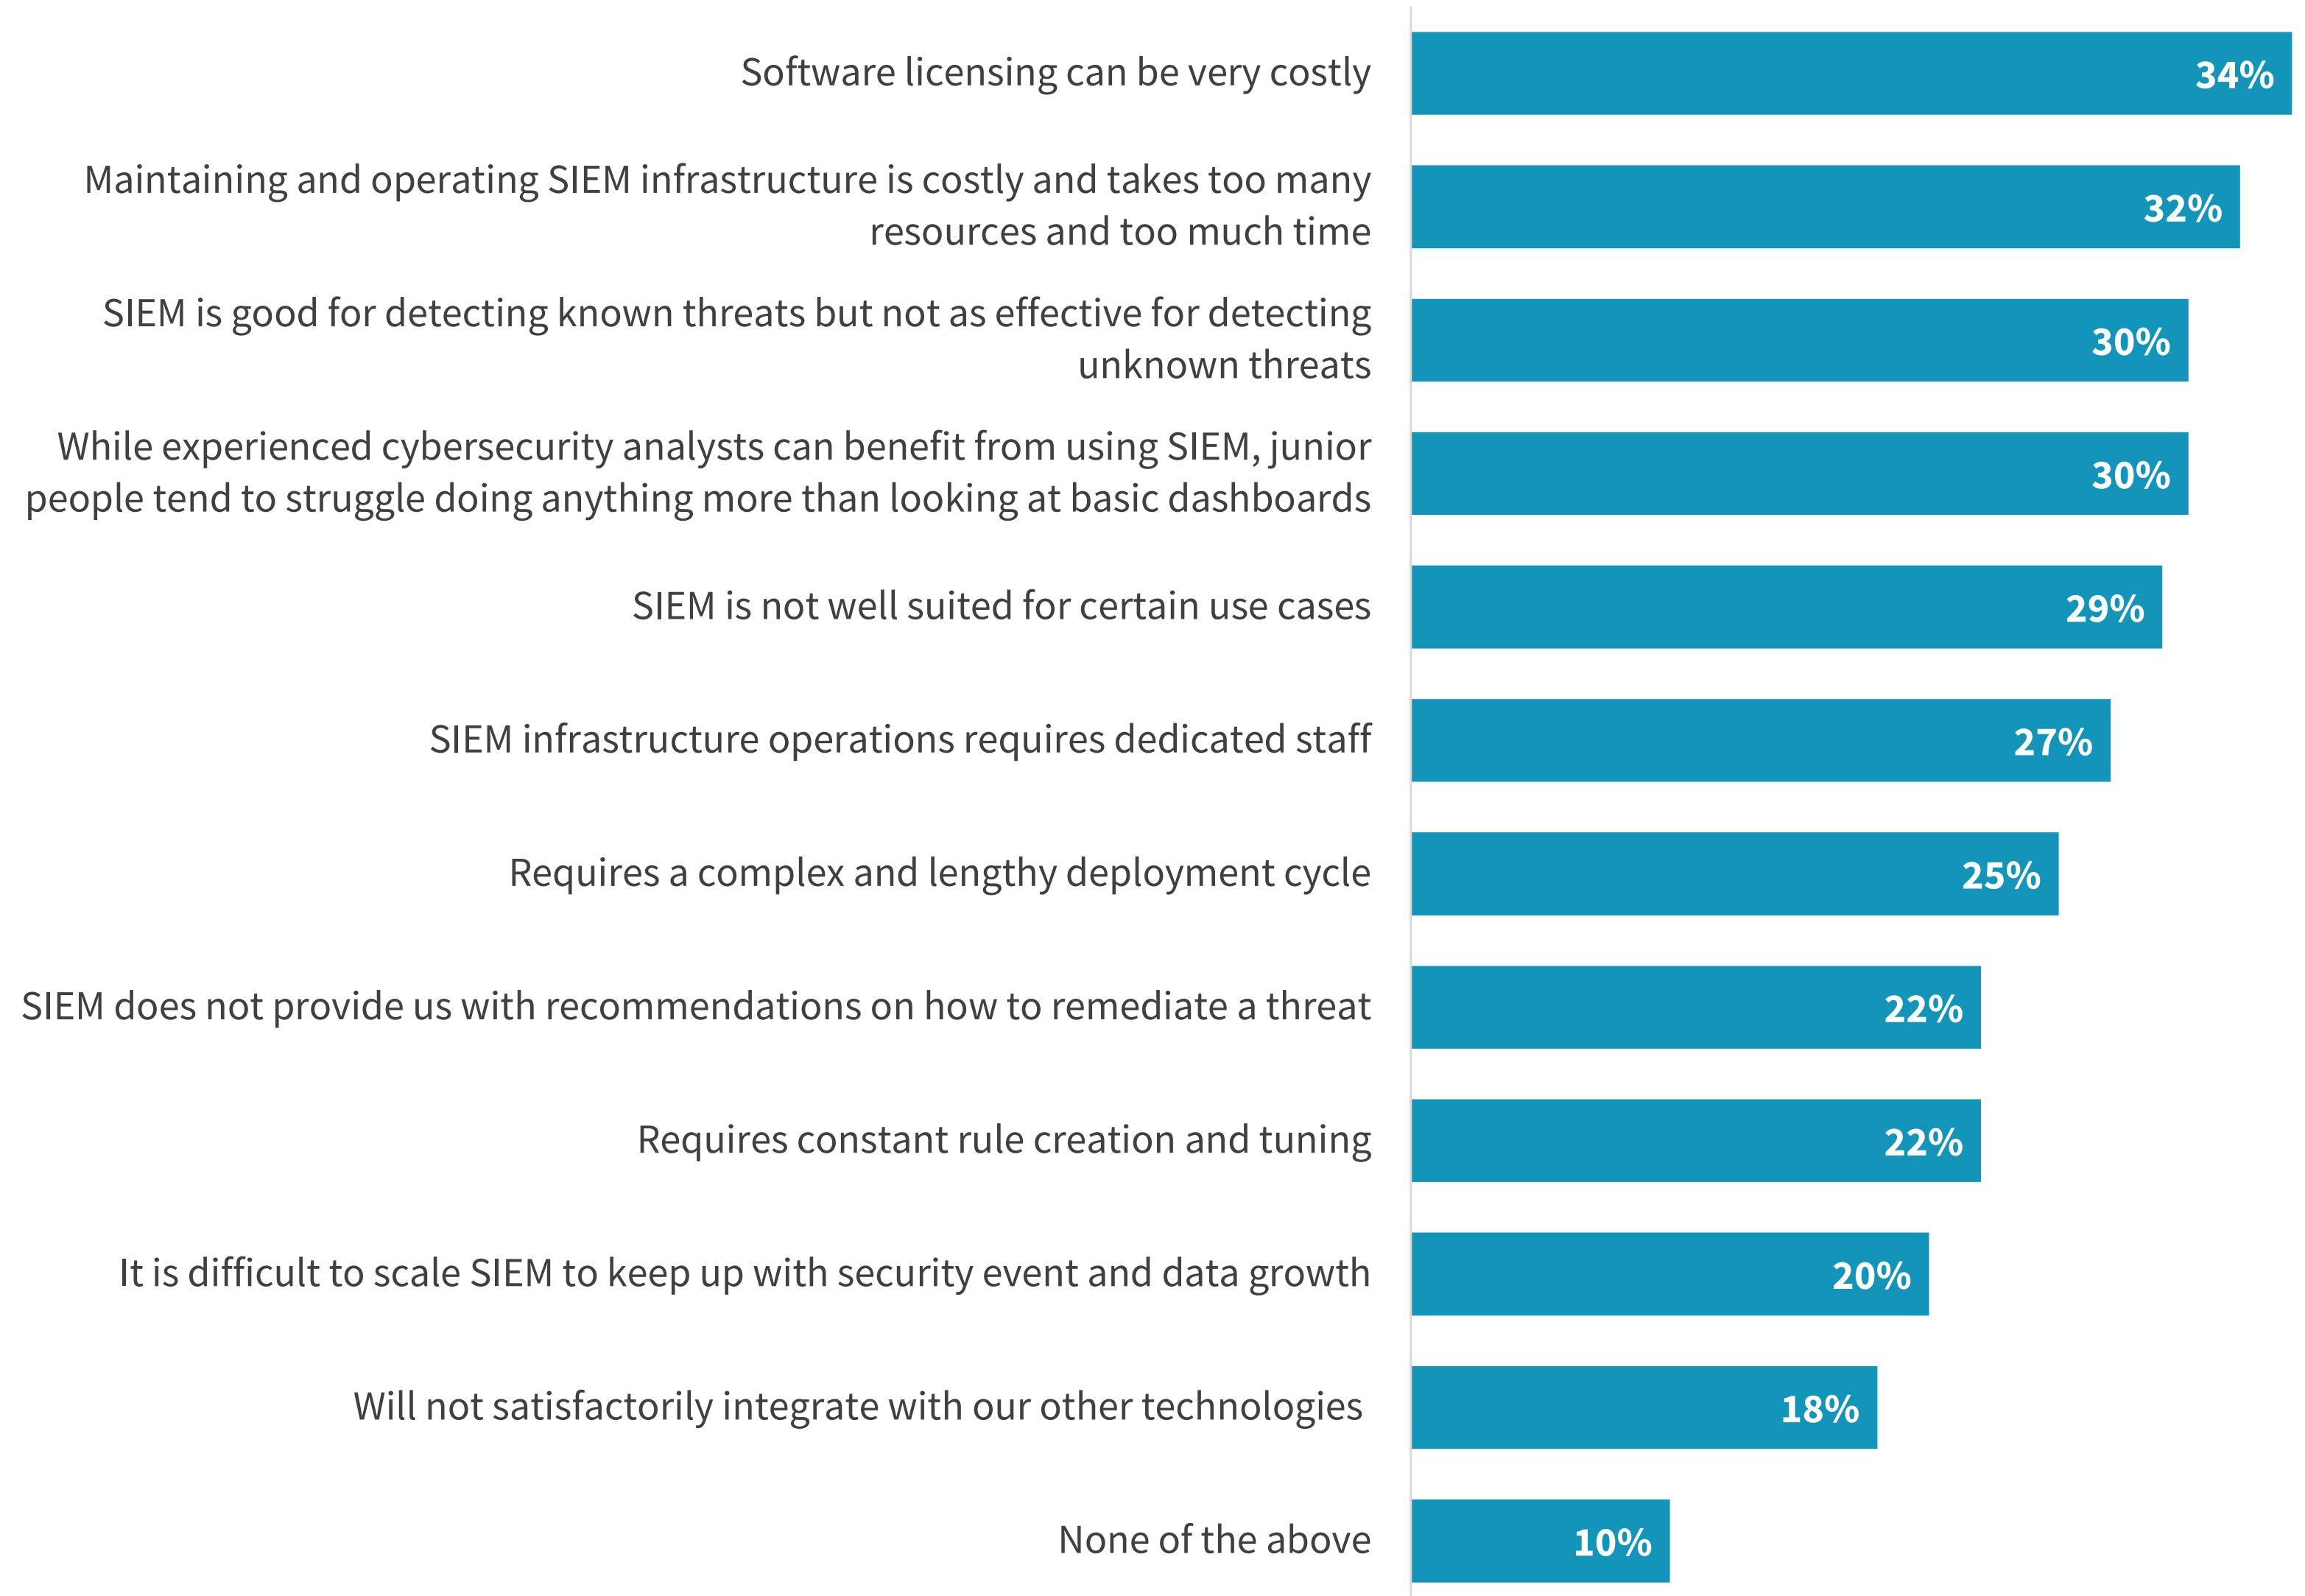 Software licensing can be very costly
34%
Maintaining and operating SIEM infrastructure is costly and takes too many
resources and too much time
32%
SIEM is good for detecting known threats but not as effective for detecting
unknown threats
30%
While experienced cybersecurity analysts can benefit from using SIEM, junior
people tend to struggle doing anything more than looking at basic dashboards
30%
SIEM is not well suited for certain use cases
29%
SIEM infrastructure operations requires dedicated staff
27%
Requires a complex and lengthy deployment cycle
25%
SIEM does not provide us with recommendations on how to remediate a threat
22%
Requires constant rule creation and tuning
22%
It is difficult to scale SIEM to keep up with security event and data growth
20%
Will not satisfactorily integrate with our other technologies
18%
None of the above
10%